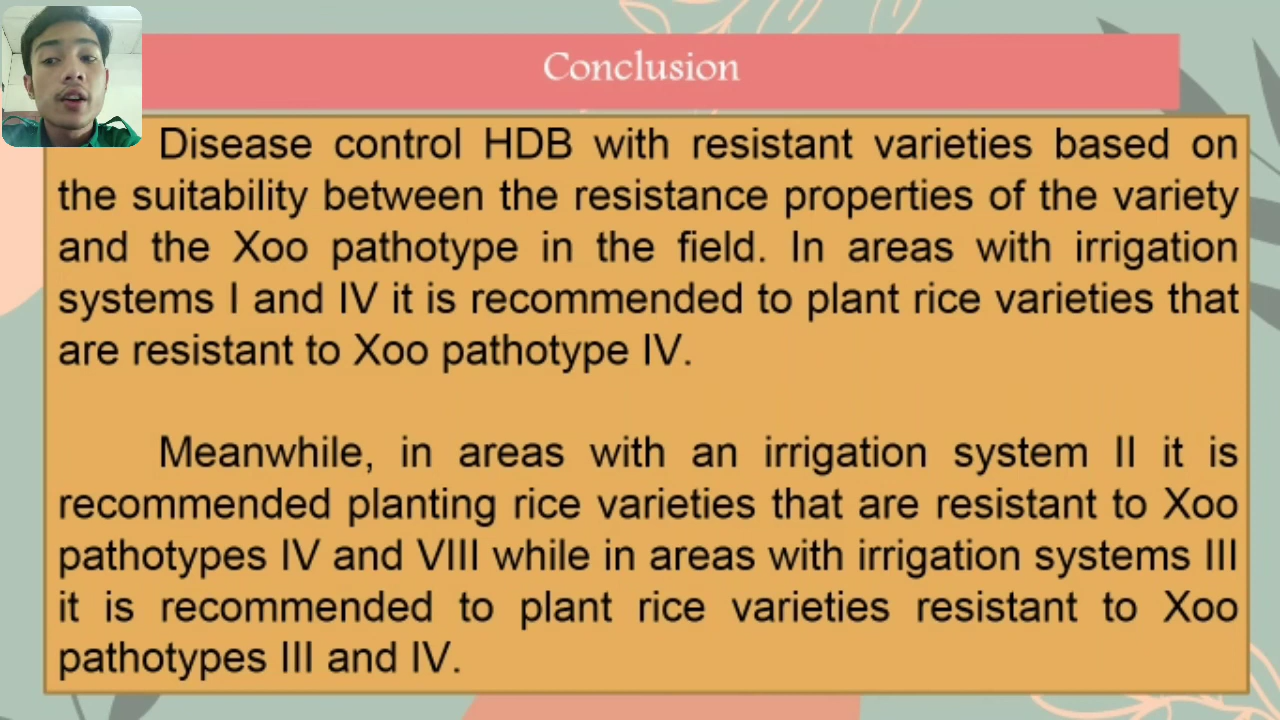 Conclusion
Disease control HDB with resistant varieties based on
the suitability between the resistance properties of the variety
and the Xoo pathotype in the field. In areas with irrigation
systems I and IV it is recommended to plant rice varieties that
are resistant to Xoo pathotype IV.
Meanwhile, in areas with an irrigation system II it is
recommended planting rice varieties that are resistant to Xoo
pathotypes IV and VIII while in areas with irrigation systems III
it is recommended to plant rice varieties resistant to Xoo
pathotypes III and IV.